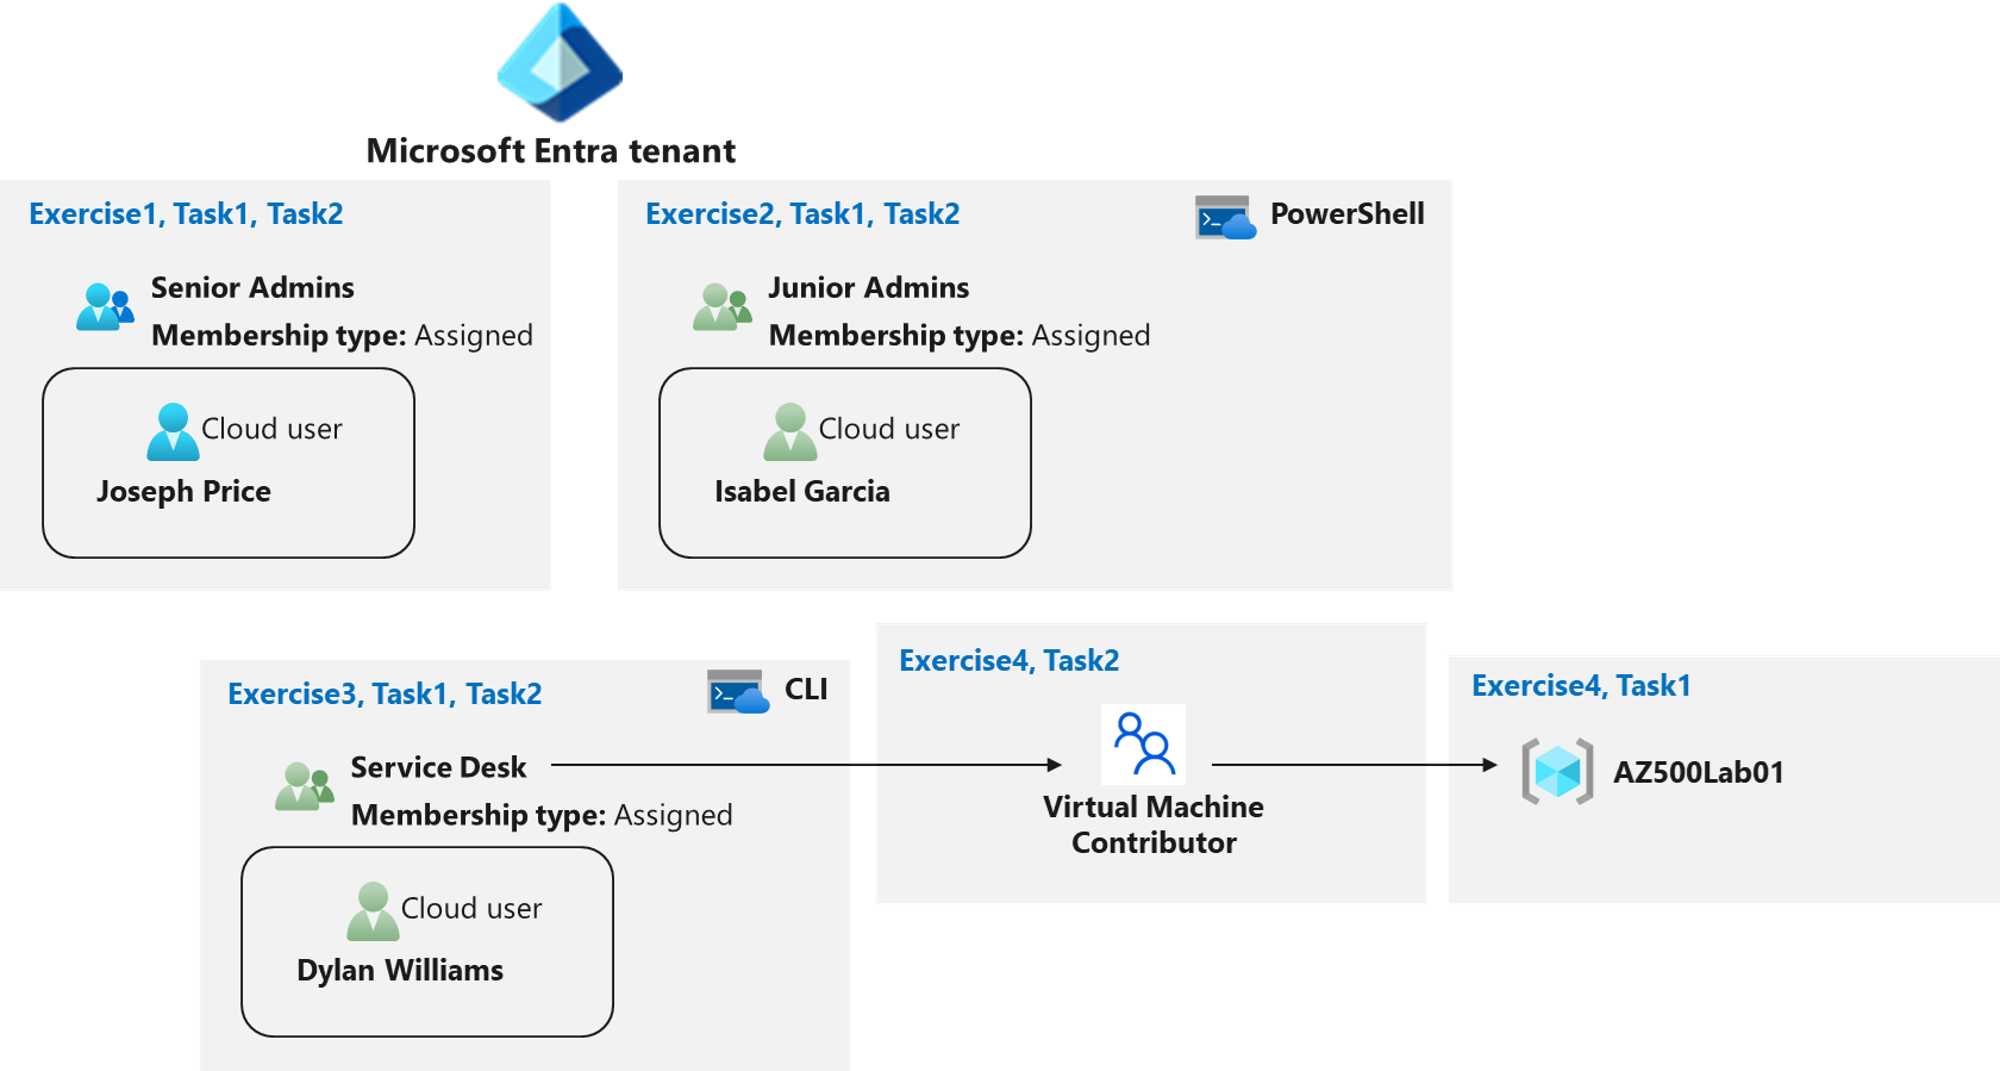 Microsoft Entra tenant
Exercise1, Task1, Task2
Senior Admins
Membership type: Assigned
Cloud user
Joseph Price
Exercise2, Task1, Task2
PowerShell
Junior Admins
Membership type: Assigned
Cloud user
Isabel Garcia
Exercise3, Task1, Task2
CLI
Service Desk
Membership type: Assigned
Cloud user
Dylan Williams
Exercise4, Task2
Virtual Machine
Contributor
Exercise4, Task1
AZ500Lab01